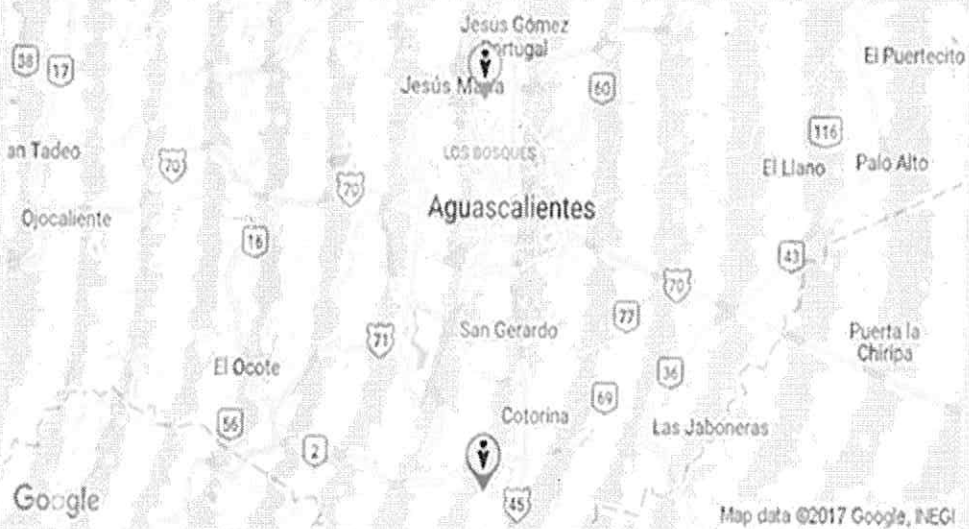 Jesus Gómez
Portugal
El Puertecito
38
17
Jesús María
60
116
an Tadeo
70
LOS BOSQUES
El Llano
Palo Alto
70
Ojocaliente
Aguascalientes
16
43
70
77
San Gerardo
71
Puerta la
Chiripa
El Ocote
36
69
56
Cotorina
Las Jaboneras
2
Google
45
Map data ©2017 Google, INEGI